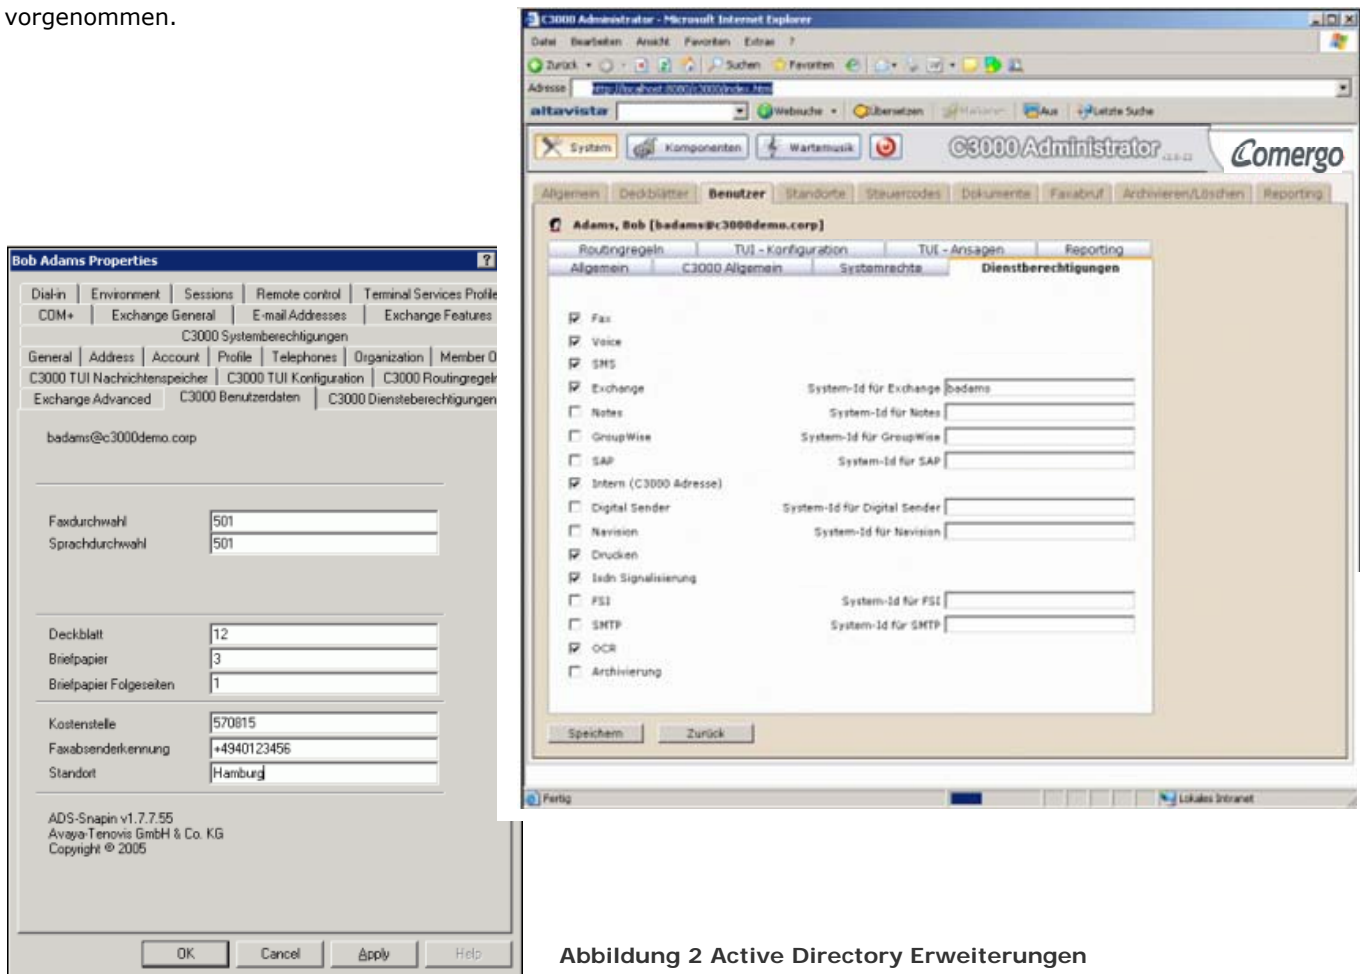 vorgenommen.
C3000 Administrator - Microsoft Internet Explorer
Datei Bearbeiten Ansicht Favoriten Extras ?
Zurück Suchen Favoriten
Adresse http://localhost:8080/c3000/index.html
altavista Websuche Übersetzen Aus Letzte Suche
System Komponenten Wartemusik C3000 Administrator Comergo
Allgemein Deckblätter Benutzer Standorte Steuercodes Dokumente Faxabruf Archivieren/Löschen Reporting
Adams, Bob [badams@c3000demo.corp]
Routingregeln TUI - Konfiguration TUI - Ansagen Reporting
Allgemein C3000 Allgemein Systemrechte Dienstberechtigungen
Fax
Voice
SMS
Exchange System-Id für Exchange badams
Notes System-Id für Notes
GroupWise System-Id für GroupWise
SAP System-Id für SAP
Intern (C3000 Adresse)
Digital Sender System-Id für Digital Sender
Navision System-Id für Navision
Drucken
Isdn Signalisierung
FSI System-Id für FSI
SMTP System-Id für SMTP
OCR
Archivierung
Speichern Zurück
Fertig Lokales Intranet
Bob Adams Properties ?
Dial-in Environment Sessions Remote control Terminal Services Profile
COM+ Exchange General E-mail Addresses Exchange Features
C3000 Systemberechtigungen
General Address Account Profile Telephones Organization Member O
C3000 TUI Nachrichtenspeicher C3000 TUI Konfiguration C3000 Routingregeln
Exchange Advanced C3000 Benutzerdaten C3000 Diensteberechtigungen
badams@c3000demo.corp
Faxdurchwahl 501
Sprachdurchwahl 501
Deckblatt 12
Briefpapier 3
Briefpapier Folgeseiten 1
Kostenstelle 570815
Faxabsenderkennung +4940123456
Standort Hamburg
ADS-Snapin v1.7.7.55
Avaya-Tenovis GmbH & Co. KG
Copyright © 2005
OK Cancel Apply Help
Abbildung 2 Active Directory Erweiterungen